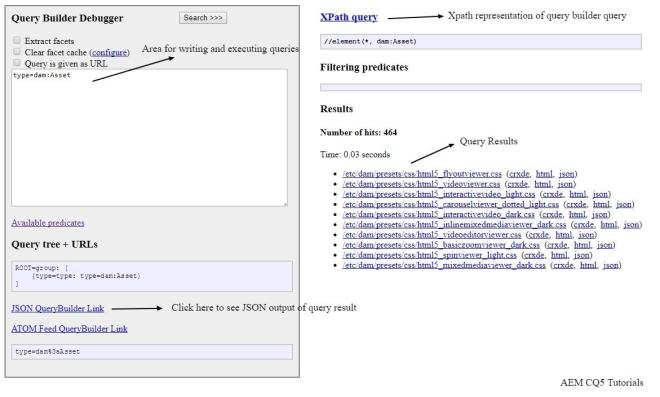 Query Builder Debugger
Search >>>
Extract facets
Clear facet cache (configure)
Query is given as URL
Area for writing and executing queries
type=dam:Asset
Available predicates
Query tree + URLs
ROOT=group: [
{type=type: type=dam:Asset}
]
JSON QueryBuilder Link
Click here to see JSON output of query result
ATOM Feed QueryBuilder Link
type=dam%3aAsset
XPath query
Xpath representation of query builder query
//element(*, dam:Asset)
Filtering predicates
Results
Number of hits: 464
Query Results
Time: 0.03 seconds
/etc/dam/presets/css/html5_flyoutviewer.css (crxde, html, json)
/etc/dam/presets/css/html5_videoviewer.css (crxde, html, json)
/etc/dam/presets/css/html5_interactivevideo_light.css (crxde, html, json)
/etc/dam/presets/css/html5_carouselviewer_dotted_light.css (crxde, html, json)
/etc/dam/presets/css/html5_interactivevideo_dark.css (crxde, html, json)
/etc/dam/presets/css/html5_inlinemixedmediaviewer_dark.css (crxde, html, json)
/etc/dam/presets/css/html5_videoeditorviewer.css (crxde, html, json)
/etc/dam/presets/css/html5_basiczoomviewer_dark.css (crxde, html, json)
/etc/dam/presets/css/html5_spinviewer_light.css (crxde, html, json)
/etc/dam/presets/css/html5_mixedmediaviewer_dark.css (crxde, html, json)
AEM CQ5 Tutorials